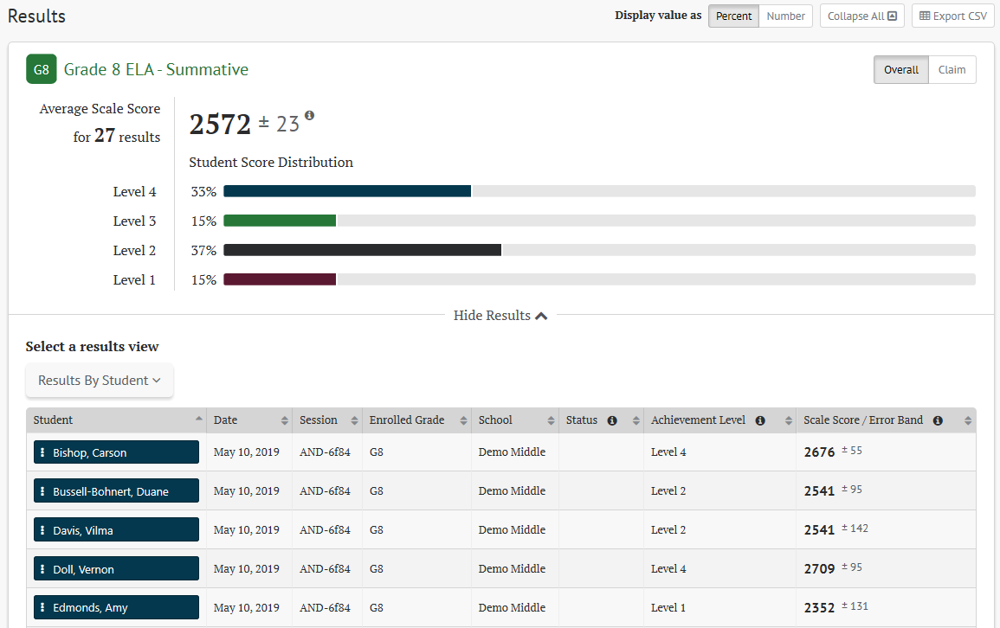 Results Display value as Percent Number Collapse All Export CSV
G8 Grade 8 ELA - Summative Overall Claim
Average Scale Score
for 27 results
2572 ± 23
Student Score Distribution
Level 4 33%
Level 3 15%
Level 2 37%
Level 1 15%
Hide Results
Select a results view
Results By Student
Student Date Session Enrolled Grade School Status Achievement Level Scale Score / Error Band
Bishop, Carson May 10, 2019 AND-6f84 G8 Demo Middle Level 4 2676 ± 55
Bussell-Bohnert, Duane May 10, 2019 AND-6f84 G8 Demo Middle Level 2 2541 ± 95
Davis, Vilma May 10, 2019 AND-6f84 G8 Demo Middle Level 2 2541 ± 142
Doll, Vernon May 10, 2019 AND-6f84 G8 Demo Middle Level 4 2709 ± 95
Edmonds, Amy May 10, 2019 AND-6f84 G8 Demo Middle Level 1 2352 ± 131